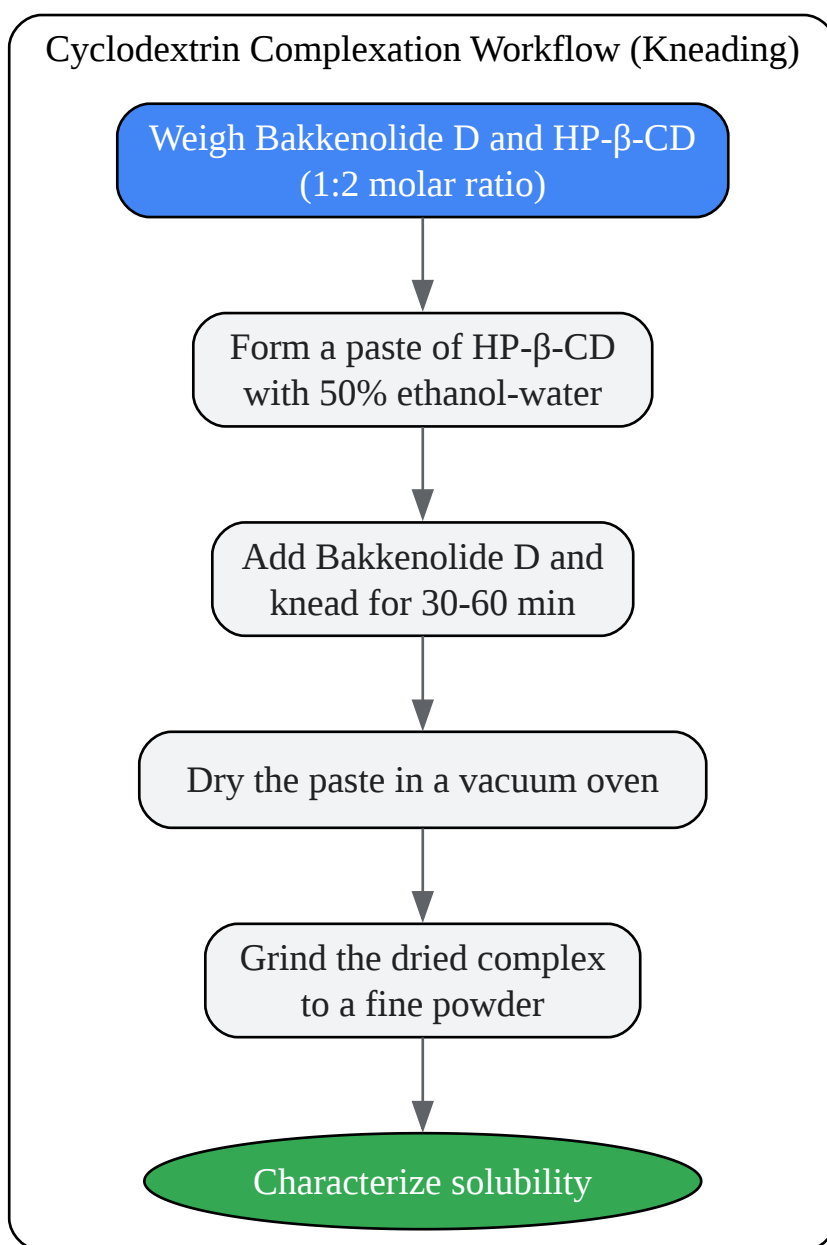 Cyclodextrin Complexation Workflow (Kneading)
Weigh Bakkenolide D and HP-β-CD
(1:2 molar ratio)
Form a paste of HP-β-CD
with 50% ethanol-water
Add Bakkenolide D and
knead for 30-60 min
Dry the paste in a vacuum oven
Grind the dried complex
to a fine powder
Characterize solubility